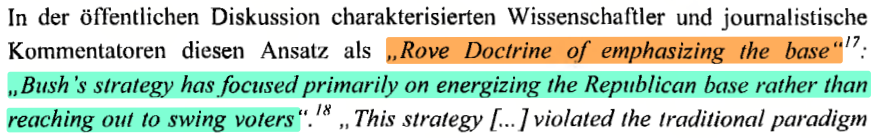 In der öffentlichen Diskussion charakterisierten Wissenschaftler und journalistische
Kommentatoren diesen Ansatz als „Rove Doctrine of emphasizing the base“17:
„Bush's strategy has focused primarily on energizing the Republican base rather than
reaching out to swing voters“.18 „This strategy [...] violated the traditional paradigm